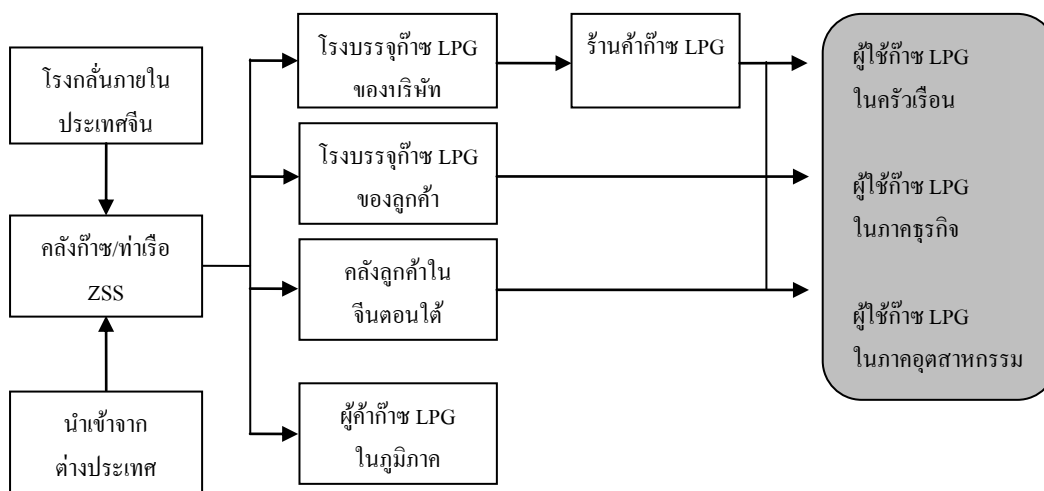 โรงกลั่นภายใน
ประเทศจีน
คลังก๊าซ/ท่าเรือ
ZSS
นำเข้าจาก
ต่างประเทศ
โรงบรรจุก๊าซ LPG
ของบริษัท
โรงบรรจุก๊าซ LPG
ของลูกค้า
คลังลูกค้าใน
จีนตอนใต้
ผู้ค้าก๊าซ LPG
ในภูมิภาค
ร้านค้าก๊าซ LPG
ผู้ใช้ก๊าซ LPG
ในครัวเรือน
ผู้ใช้ก๊าซ LPG
ในภาคธุรกิจ
ผู้ใช้ก๊าซ LPG
ในภาคอุตสาหกรรม